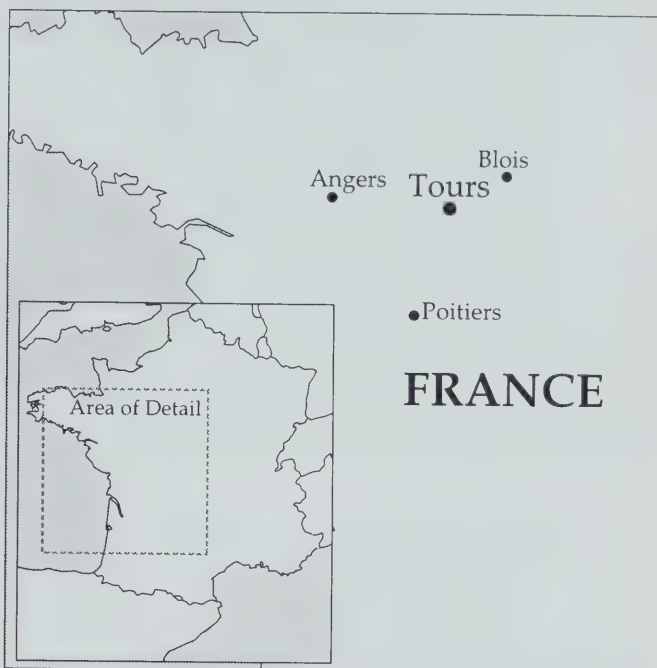 Blois
Angers
Tours
Poitiers
FRANCE
Area of Detail